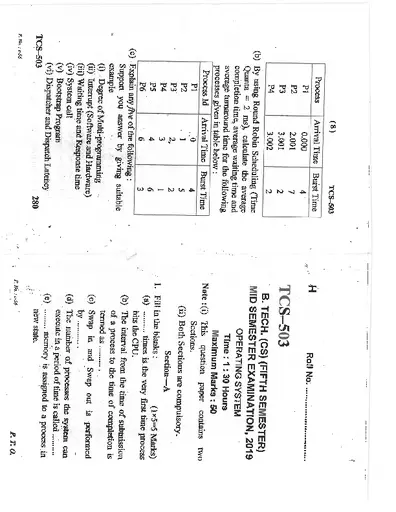 (8) TCS–503
Process Arrival Time Burst Time
P1 0.000 4
P2 2.001 7
P3 3.001 2
P4 3.002 2
(b) By using Round Robin Scheduling (Time
Quanta = 2 ms), calculate the average
completion time, average waiting time and
average turnaround time for the following
processes given in table below :
Process Id Arrival Time Burst Time
P1 0 4
P2 1 5
P3 2 2
P4 3 1
P5 4 6
P6 6 3
(c) Explain any five of the following :
Support you answer by giving suitable
example
(i) Degree of Multi-programming
(ii) Interrupt (Software and Hardware)
(iii) Waiting time and Response time
(iv) System call
(v) Bootstrap Program
(vi) Dispatcher and Dispatch Latency
TCS–503 280
H Roll No. ..........................
TCS–503
B. TECH. (CS) (FIFTH SEMESTER)
MID SEMESTER EXAMINATION, 2019
OPERATING SYSTEM
Time : 1 : 30 Hours
Maximum Marks : 50
Note : (i) This question paper contains two
Sections.
(ii) Both Sections are compulsory.
Section—A
1. Fill in the blanks : (1×5=5 Marks)
(a) ......... times is the very first time process
hits the CPU.
(b) The interval from the time of submission
of a process to the time of completion is
termed as ..........
(c) Swap in and Swap out is performed
by ............
(d) The number of processes the system can
execute in a period of time is called .........
(e) ......... memory is assigned to a process in
new state.
P. T. O.